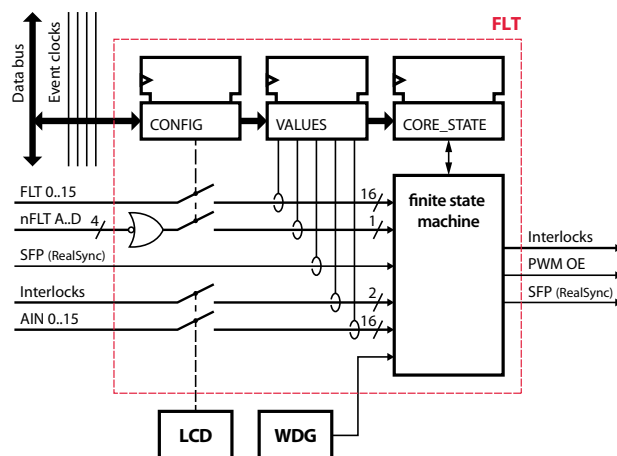 FLT
Data bus
Event clocks
CONFIG
VALUES
CORE_STATE
FLT 0..15
16
finite state
machine
nFLT A..D
4
1
SFP (RealSync)
Interlocks
2
AIN 0..15
16
Interlocks
PWM OE
SFP (RealSync)
LCD
WDG